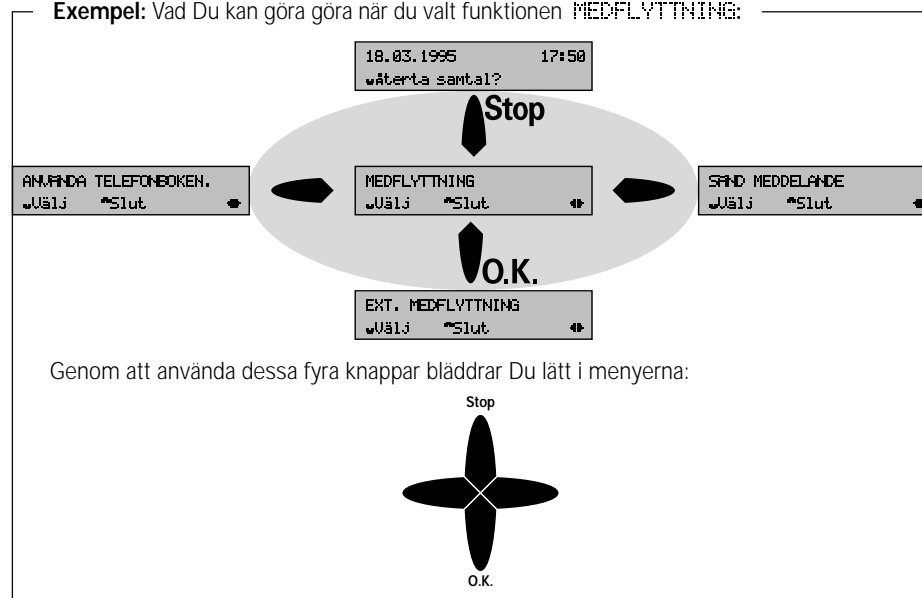 Exempel: Vad Du kan göra göra när du valt funktionen MEDFLYTTNING:
18.03.1995 17:50
Återta samtal?
Stop
ANVÄNDA TELEFONBOKEN.
Välj Slut
MEDFLYTTNING
Välj Slut
SÄND MEDDELANDE
Välj Slut
O.K.
EXT. MEDFLYTTNING
Välj Slut
Genom att använda dessa fyra knappar bläddrar Du lätt i menyerna:
Stop
O.K.